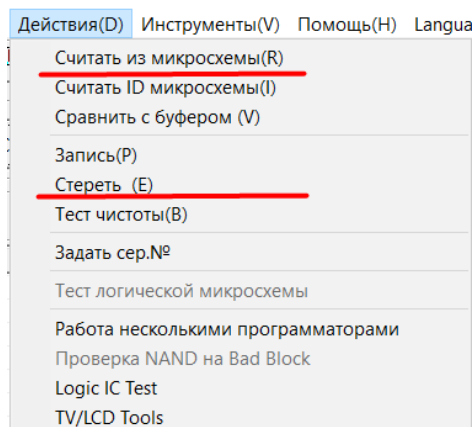 Действия(D) Инструменты(V) Помощь(H) Langua
Считать из микросхемы(R)
Считать ID микросхемы(I)
Сравнить с буфером (V)
Запись(P)
Стереть (E)
Тест чистоты(B)
Задать сер.№
Тест логической микросхемы
Работа несколькими программаторами
Проверка NAND на Bad Block
Logic IC Test
TV/LCD Tools